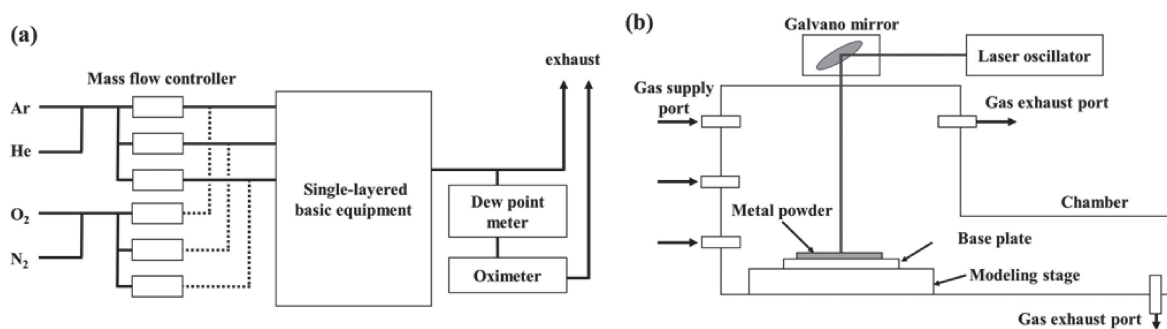 (a)
Mass flow controller
Ar
He
O₂
N₂
Single-layered
basic equipment
exhaust
Dew point
meter
Oximeter
(b)
Galvano mirror
Laser oscillator
Gas supply
port
Gas exhaust port
Metal powder
Chamber
Base plate
Modeling stage
Gas exhaust port